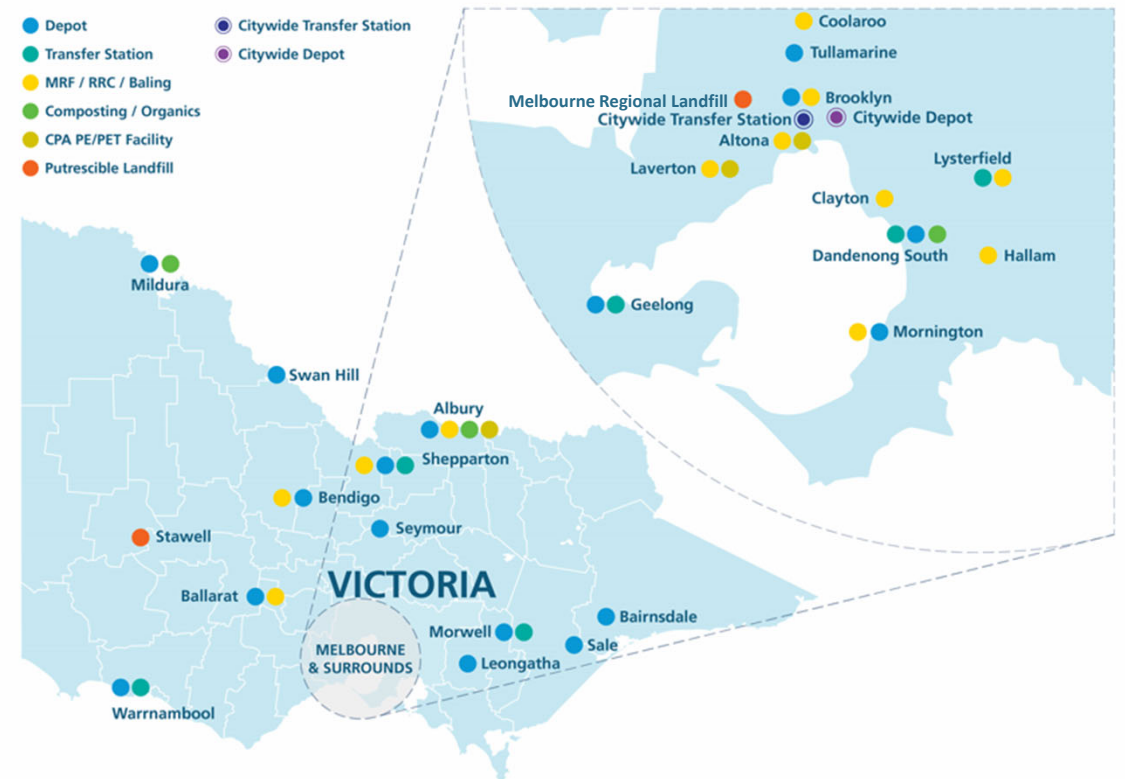 Depot
Transfer Station
MRF / RRC / Baling
Composting / Organics
CPA PE/PET Facility
Putrescible Landfill
Citywide Transfer Station
Citywide Depot
Coolaroo
Tullamarine
Melbourne Regional Landfill
Brooklyn
Citywide Transfer Station
Citywide Depot
Altona
Laverton
Lysterfield
Clayton
Dandenong South
Hallam
Geelong
Mornington
Mildura
Swan Hill
Albury
Shepparton
Bendigo
Seymour
Stawell
VICTORIA
Ballarat
Bairnsdale
Morwell
Sale
MELBOURNE
& SURROUNDS
Leongatha
Warrnambool